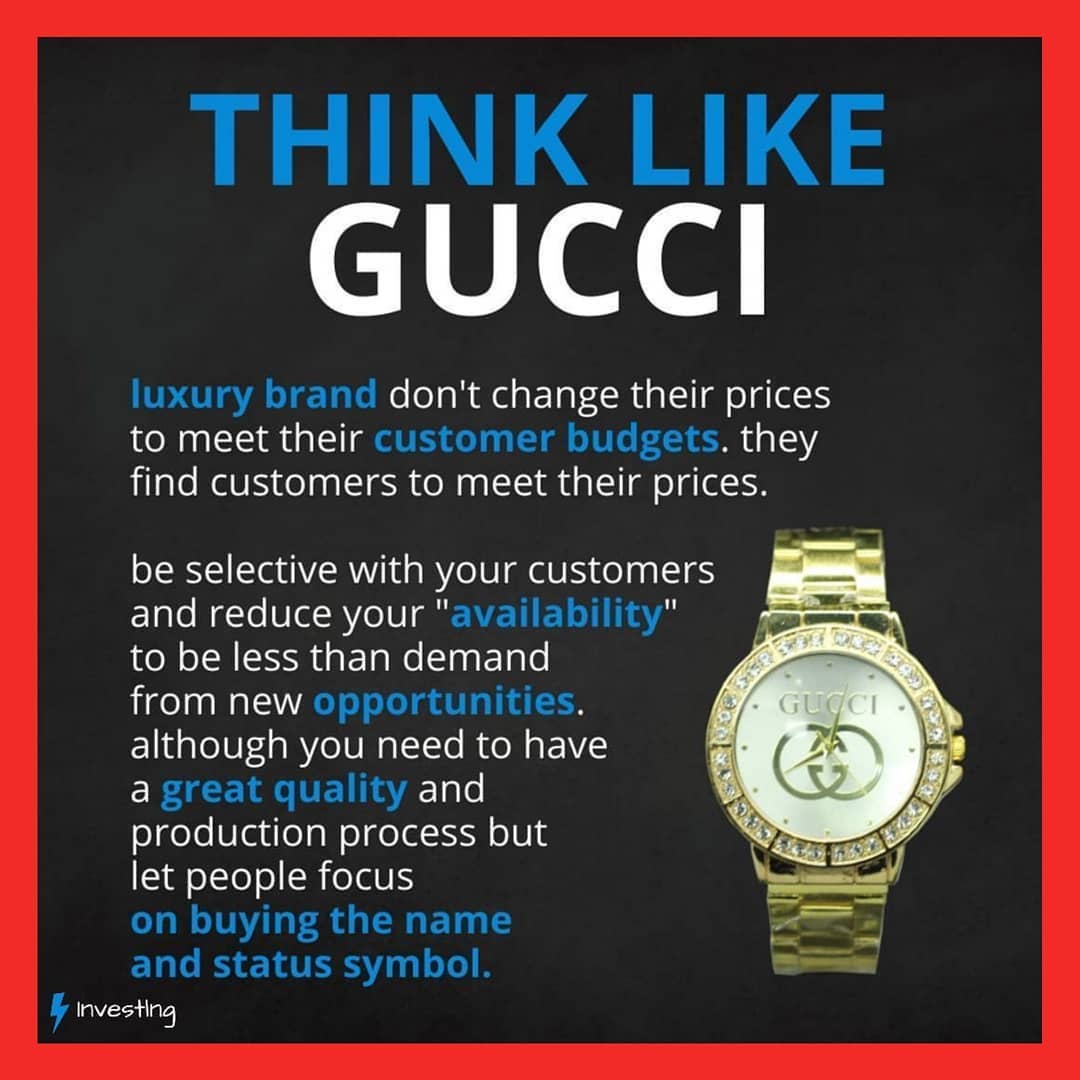 THINK LIKE
GUCCI
luxury brand don't change their prices
to meet their customer budgets. they
find customers to meet their prices.
be selective with your customers
and reduce your "availability"
to be less than demand
from new opportunities.
although you need to have
a great quality and
production process but
let people focus
on buying the name
and status symbol.
GUCCI
InvestIng